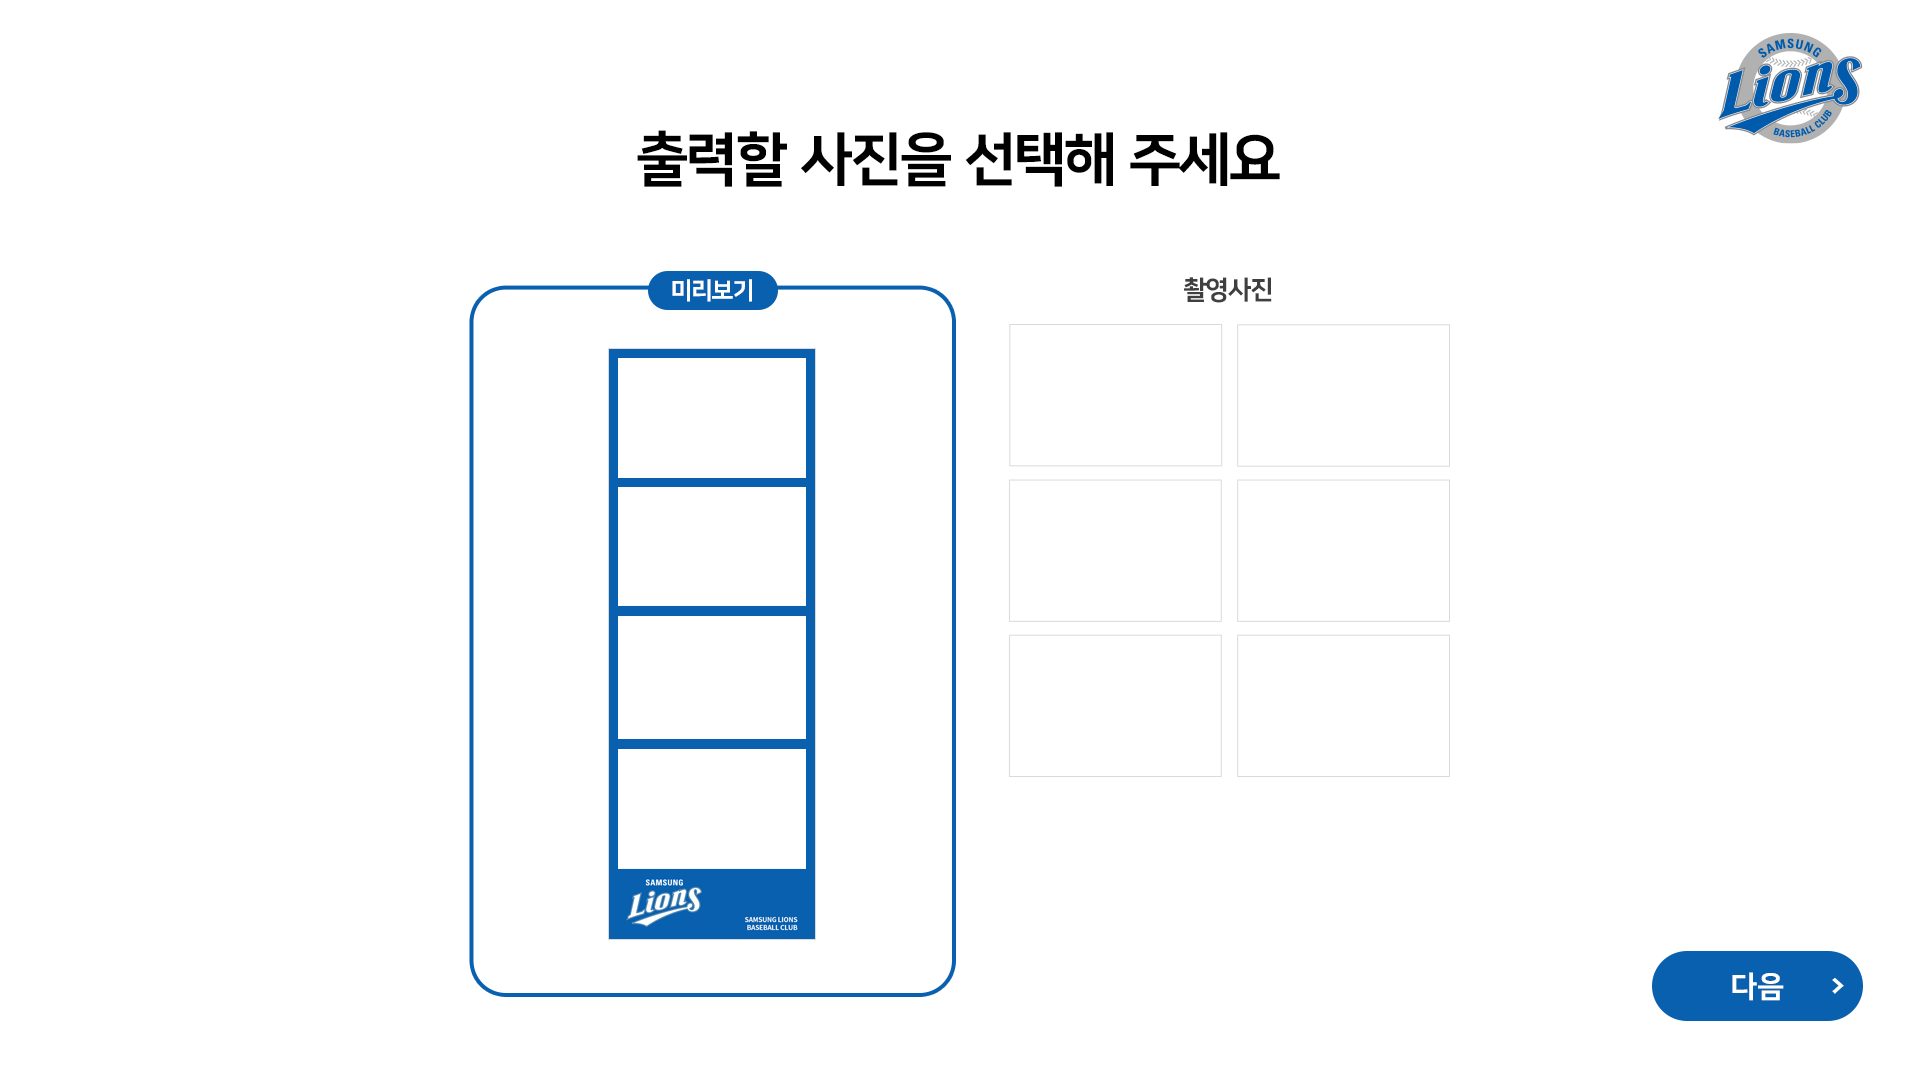 SAMSUNG
Lions
BASEBALL CLUB
출력할 사진을 선택해 주세요
미리보기
촬영사진
SAMSUNG
Lions
SAMSUNG LIONS
BASEBALL CLUB
다음